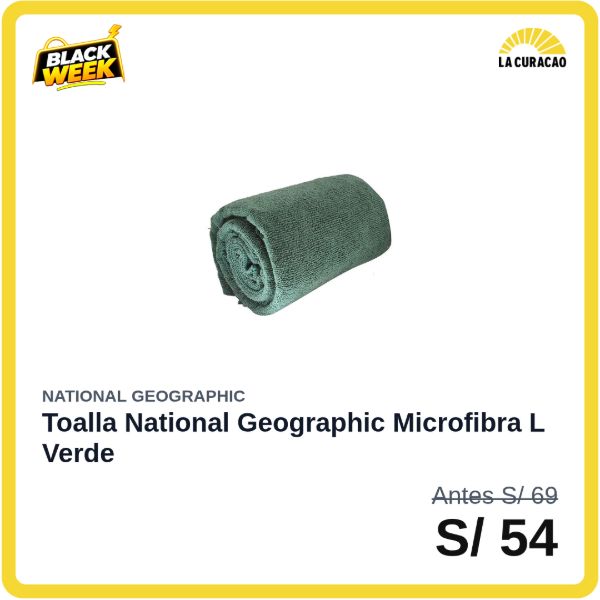 BLACK
WEEK
LA CURACAO
NATIONAL GEOGRAPHIC
Toalla National Geographic Microfibra L
Verde
Antes S/ 69
S/ 54